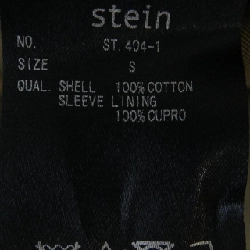 stein
NO. ST.404-1
SIZE S
QUAL. SHELL 100%COTTON
SLEEVE LINING
100%CUPRO